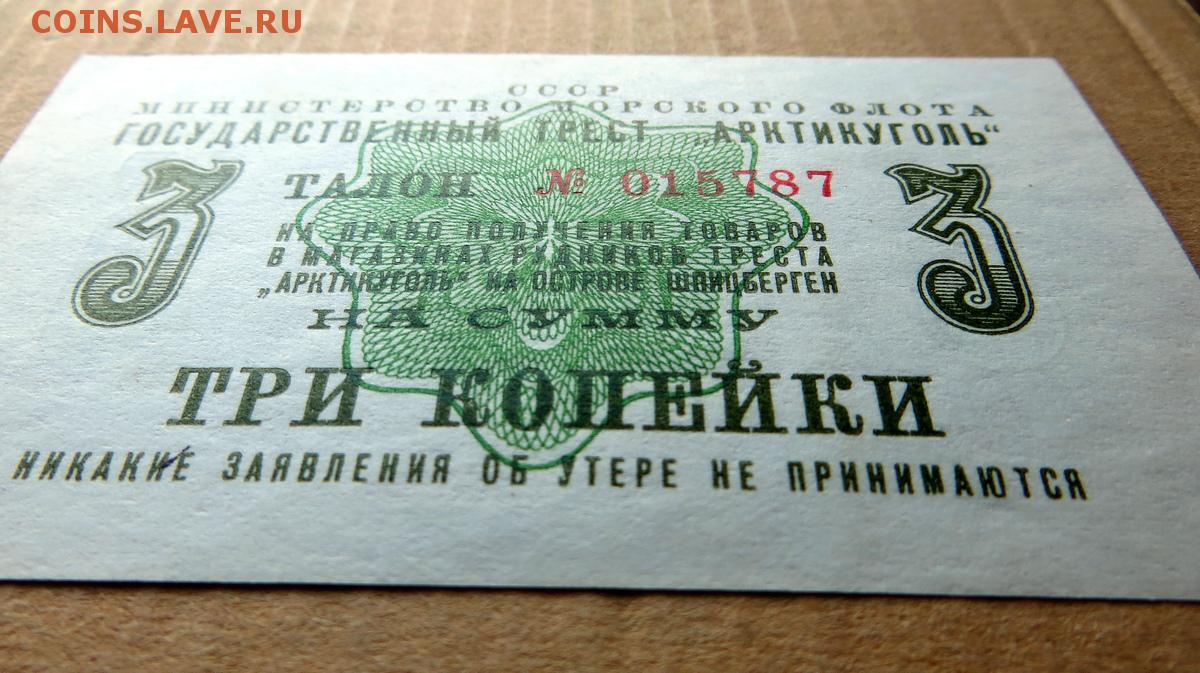 COINS.LAVE.RU
СССР
МИНИСТЕРСТВО МОРСКОГО ФЛОТА
ГОСУДАРСТВЕННЫЙ ТРЕСТ „АРКТИКУГОЛЬ“
3 ТАЛОН № 015787 3
НА ПРАВО ПОЛУЧЕНИЯ ТОВАРОВ
В МАГАЗИНАХ РУДНИКОВ ТРЕСТА
„АРКТИКУГОЛЬ“ НА ОСТРОВЕ ШПИЦБЕРГЕН
НА СУММУ
ТРИ КОПЕЙКИ
НИКАКИЕ ЗАЯВЛЕНИЯ ОБ УТЕРЕ НЕ ПРИНИМАЮТСЯ